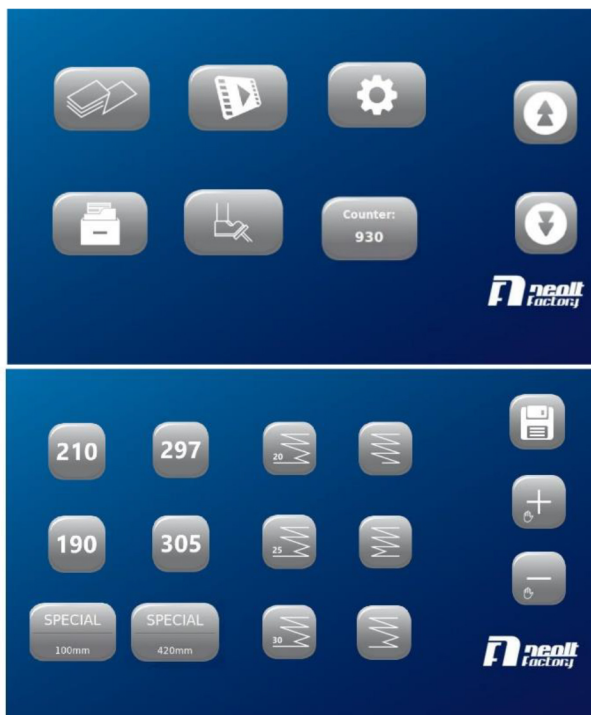 Counter:
930
neolt
factory
210 297
20
190 305
25
SPECIAL SPECIAL
100mm 420mm
30
neolt
factory